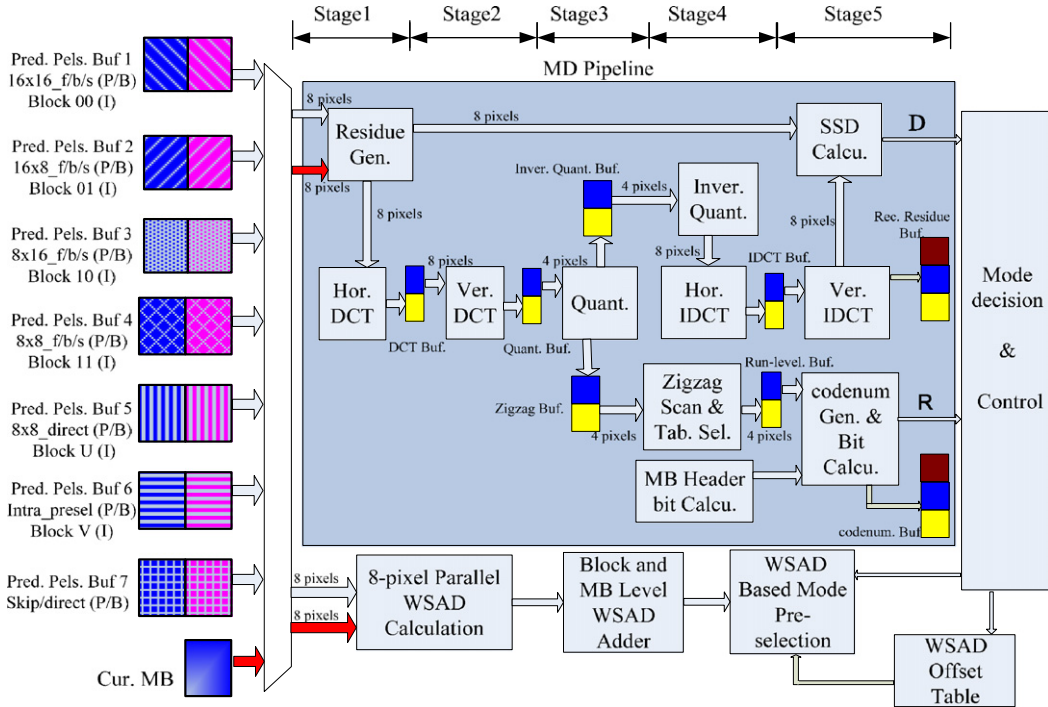 Stage1
Stage2
Stage3
Stage4
Stage5
MD Pipeline
Pred. Pels. Buf 1
16x16_f/b/s (P/B)
Block 00 (I)
Pred. Pels. Buf 2
16x8_f/b/s (P/B)
Block 01 (I)
Pred. Pels. Buf 3
8x16_f/b/s (P/B)
Block 10 (I)
Pred. Pels. Buf 4
8x8_f/b/s (P/B)
Block 11 (I)
Pred. Pels. Buf 5
8x8_direct (P/B)
Block U (I)
Pred. Pels. Buf 6
Intra_presel (P/B)
Block V (I)
Pred. Pels. Buf 7
Skip/direct (P/B)
Cur. MB
8 pixels
8 pixels
Residue
Gen.
8 pixels
SSD
Calcu.
D
8 pixels
Inver. Quant. Buf.
4 pixels
Inver.
Quant.
8 pixels
8 pixels
Rec. Residue
Buf.
Hor.
DCT
8 pixels
DCT Buf.
Ver.
DCT
4 pixels
Quant. Buf.
Quant.
Hor.
IDCT
IDCT Buf.
Ver.
IDCT
Zigzag Buf.
4 pixels
Zigzag
Scan &
Tab. Sel.
Run-level. Buf.
4 pixels
codenum
Gen. &
Bit
Calcu.
R
MB Header
bit Calcu.
codenum. Buf.
Mode
decision
&
Control
8 pixels
8 pixels
8-pixel Parallel
WSAD
Calculation
Block and
MB Level
WSAD
Adder
WSAD
Based Mode
Pre-
selection
WSAD
Offset
Table